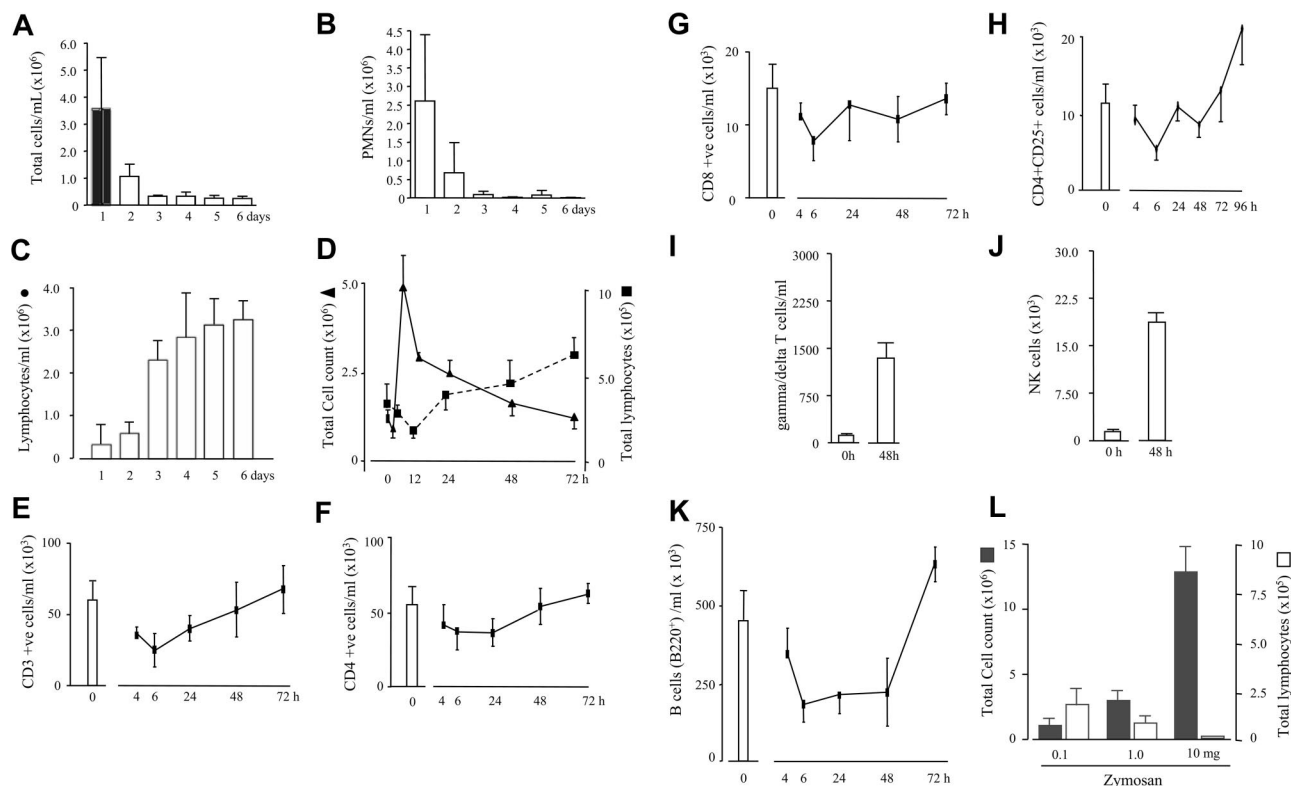 A
Total cells/mL(x10⁶)
6.0
5.0
4.0
3.0
2.0
1.0
0
1 2 3 4 5 6 days
B
PMNs/ml (x10⁶)
4.5
4.0
3.5
3.0
2.5
2.0
1.5
1.0
0.5
0
1 2 3 4 5 6 days
C
Lymphocytes/ml (x10⁶)
4.0
3.0
2.0
1.0
0.0
1 2 3 4 5 6 days
D
Total Cell count (x10⁶)
5.0
2.5
0
Total lymphocytes (x10⁵)
10
5.0
0
0 12 24 48 72 h
E
CD3 +ve cells/ml (x10³)
100
50
0
0 4 6 24 48 72 h
F
CD4 +ve cells/ml (x10³)
100
50
0
0 4 6 24 48 72 h
G
CD8 +ve cells/ml (x10³)
20
10
0
0 4 6 24 48 72 h
H
CD4+CD25+ cells/ml (x10³)
20
10
0
0 4 6 24 48 72 96 h
I
gamma/delta T cells/ml
3000
1500
0
0h 48h
J
NK cells (x10³)
30.0
22.5
15.0
7.50
0
0 h 48 h
K
B cells (B220⁺) /ml (x 10³)
750
500
250
0
0 4 6 24 48 72 h
L
Total Cell count (x10⁶)
15
10
5
0
Total lymphocytes (x10⁵)
10
7.5
5.0
2.5
0
0.1 1.0 10 mg
Zymosan